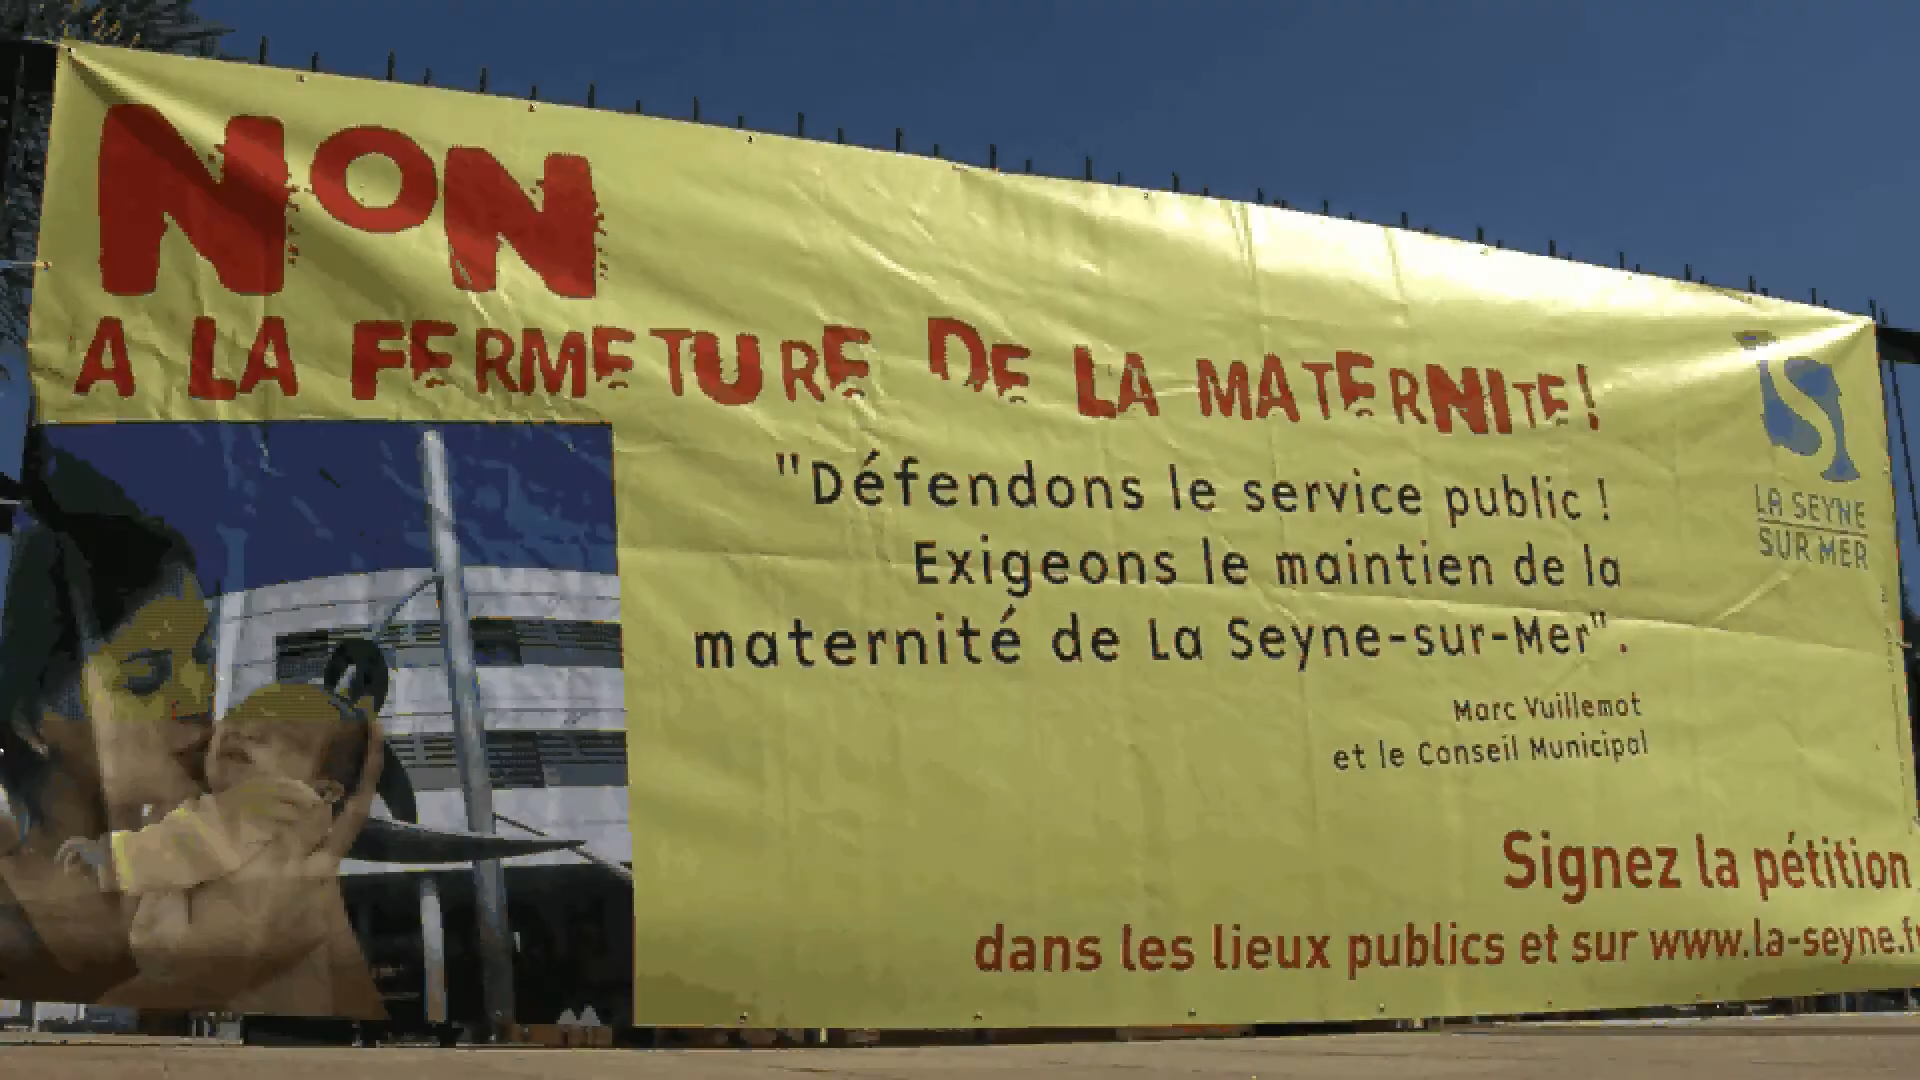 NON
A LA FERMETURE DE LA MATERNITE!
"Défendons le service public !
Exigeons le maintien de la
maternité de La Seyne-sur-Mer".
Marc Vuillemot
et le Conseil Municipal
LA SEYNE
SUR MER
Signez la pétition
dans les lieux publics et sur www.la-seyne.fr